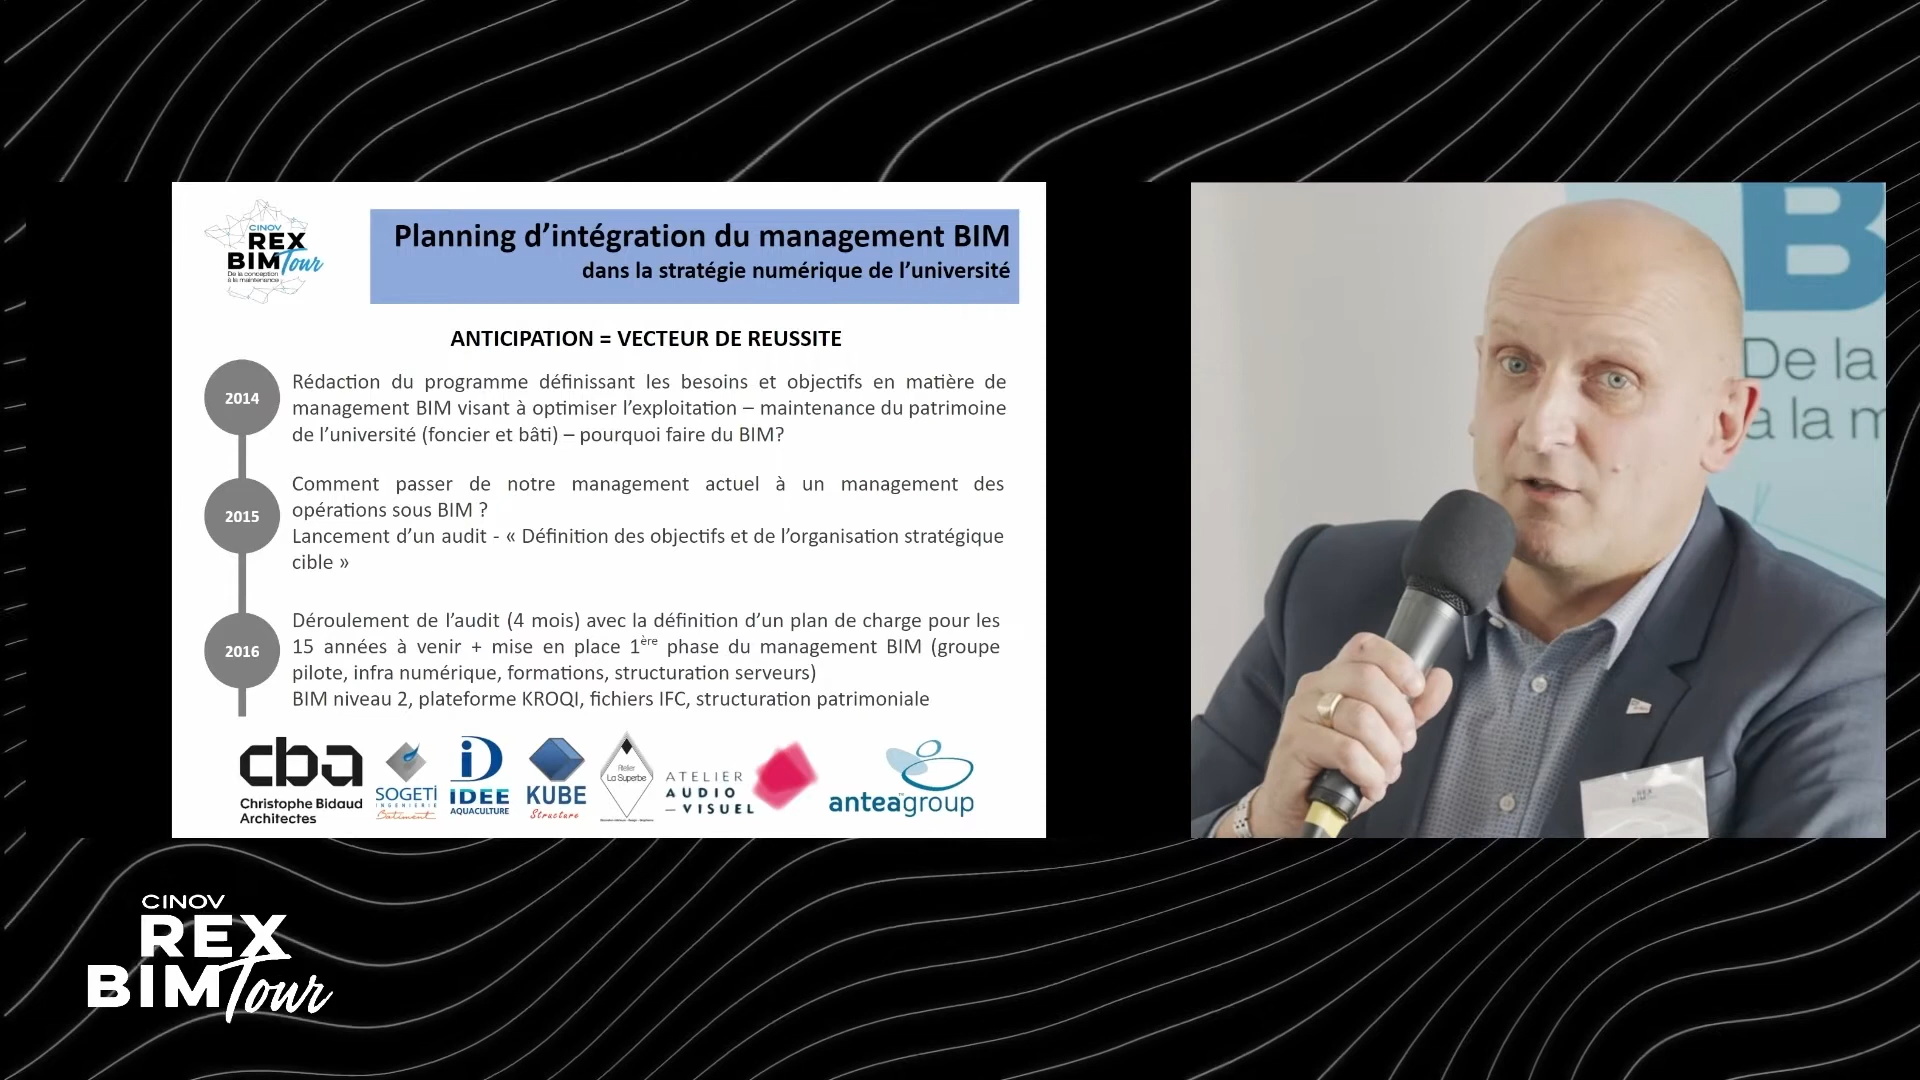 CINOV
REX
BIM Tour
De la conception
à la maintenance
Planning d’intégration du management BIM
dans la stratégie numérique de l’université
ANTICIPATION = VECTEUR DE REUSSITE
2014
Rédaction du programme définissant les besoins et objectifs en matière de
management BIM visant à optimiser l’exploitation – maintenance du patrimoine
de l’université (foncier et bâti) – pourquoi faire du BIM?
2015
Comment passer de notre management actuel à un management des
opérations sous BIM ?
Lancement d’un audit - « Définition des objectifs et de l’organisation stratégique
cible »
2016
Déroulement de l’audit (4 mois) avec la définition d’un plan de charge pour les
15 années à venir + mise en place 1ère phase du management BIM (groupe
pilote, infra numérique, formations, structuration serveurs)
BIM niveau 2, plateforme KROQI, fichiers IFC, structuration patrimoniale
cba
Christophe Bidaud
Architectes
SOGETI
INGENIERIE
Bâtiment
iD
IDEE
AQUACULTURE
KUBE
Structure
Atelier
La Superbe
ATELIER
AUDIO
–VISUEL
anteagroup
B
De la
à la m
REX
BIM
CINOV
REX
BIM Tour